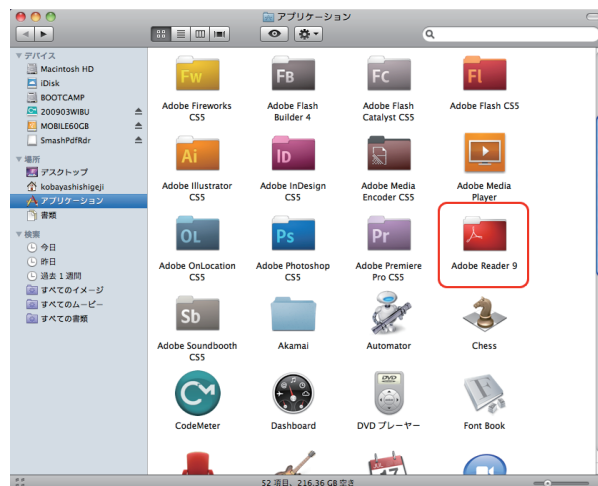 アプリケーション
▼ デバイス
Macintosh HD
iDisk
BOOTCAMP
200903WIBU
MOBILE60GB
SmashPdfRdr
▼ 場所
デスクトップ
kobayashishigeji
アプリケーション
書類
▼ 検索
今日
昨日
過去 1 週間
すべてのイメージ
すべてのムービー
すべての書類
Fw
FB
FC
Fl
Adobe Fireworks
CS5
Adobe Flash
Builder 4
Adobe Flash
Catalyst CS5
Adobe Flash CS5
Ai
ID
Adobe Illustrator
CS5
Adobe InDesign
CS5
Adobe Media
Encoder CS5
Adobe Media
Player
OL
Ps
Pr
Adobe OnLocation
CS5
Adobe Photoshop
CS5
Adobe Premiere
Pro CS5
Adobe Reader 9
Sb
Adobe Soundbooth
CS5
Akamai
Automator
Chess
DVD
CodeMeter
Dashboard
DVD プレーヤー
Font Book
17
52 項目、216.36 GB 空き